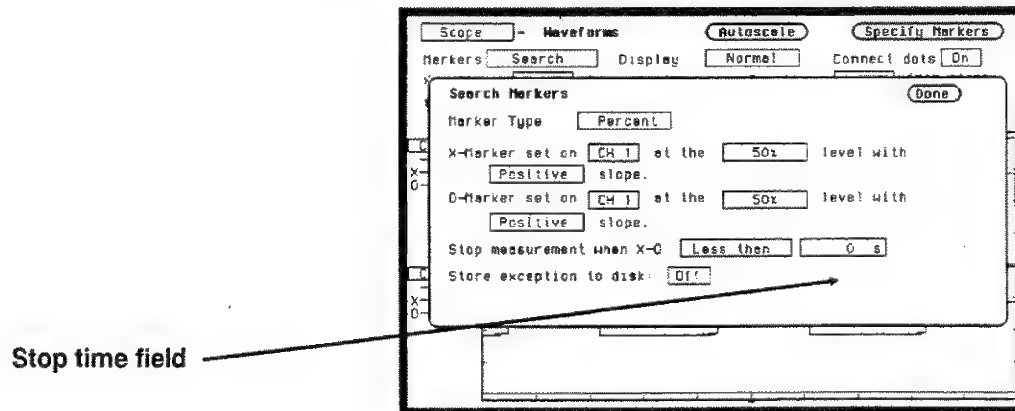 Scope - Waveforms Autoscale Specify Markers
Markers Search Display Normal Connect dots On
Search Markers Done
Marker Type Percent
X-Marker set on CH 1 at the 50% level with
Positive slope.
O-Marker set on CH 1 at the 50% level with
Positive slope.
Stop measurement when X-O Less than 0 s
Store exception to disk: Off
Stop time field